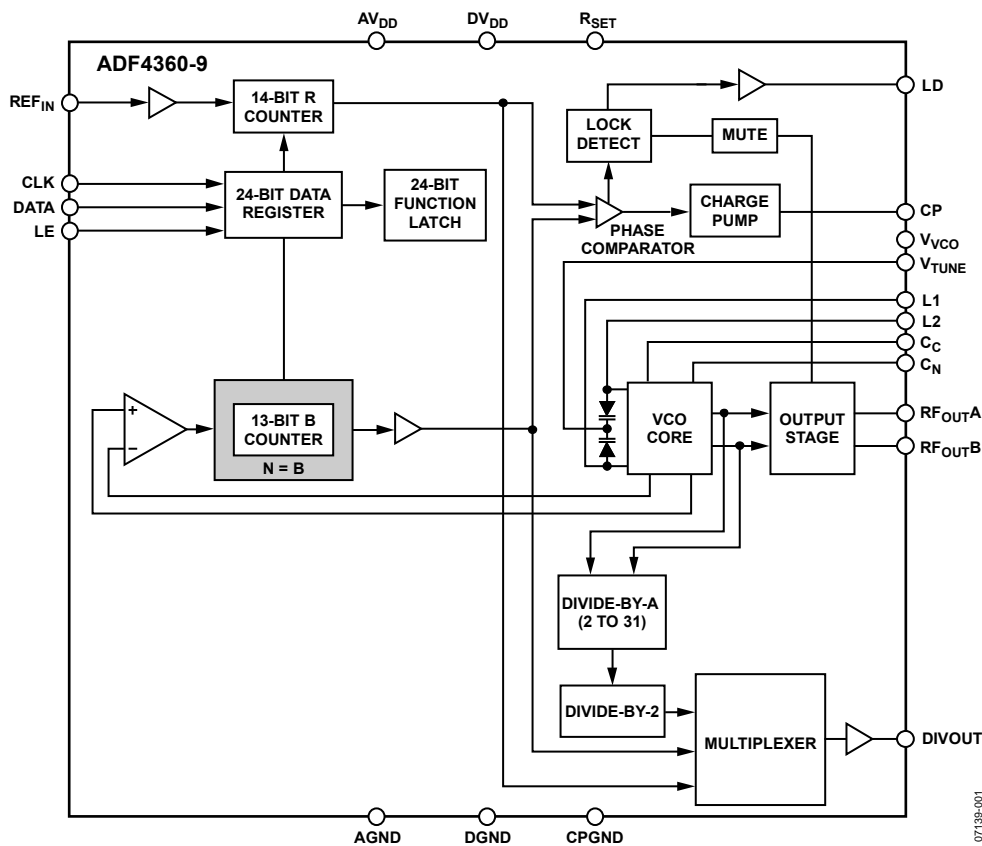 AVDD
DVDD
RSET
ADF4360-9
REFIN
14-BIT R
COUNTER
LD
LOCK
DETECT
MUTE
CLK
DATA
LE
24-BIT DATA
REGISTER
24-BIT
FUNCTION
LATCH
CHARGE
PUMP
CP
PHASE
COMPARATOR
VVCO
VTUNE
L1
L2
CC
CN
+
−
13-BIT B
COUNTER
N = B
VCO
CORE
OUTPUT
STAGE
RFOUTA
RFOUTB
DIVIDE-BY-A
(2 TO 31)
DIVIDE-BY-2
MULTIPLEXER
DIVOUT
AGND
DGND
CPGND
07139-001